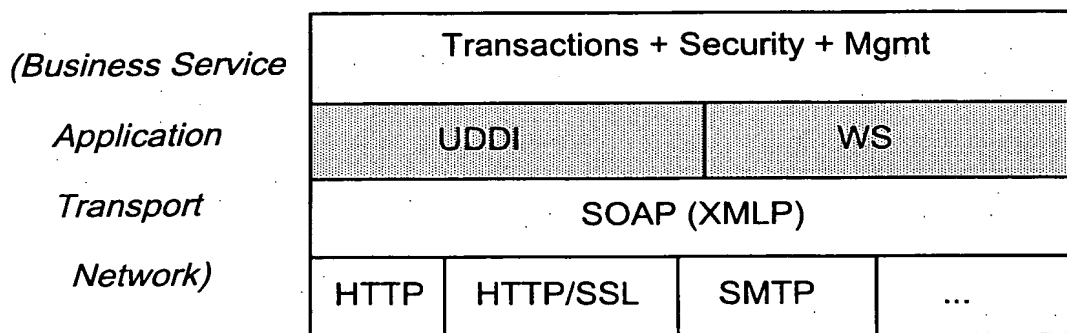 (Business Service
Transactions + Security + Mgmt
Application
UDDI
WS
Transport
SOAP (XMLP)
Network)
HTTP
HTTP/SSL
SMTP
...